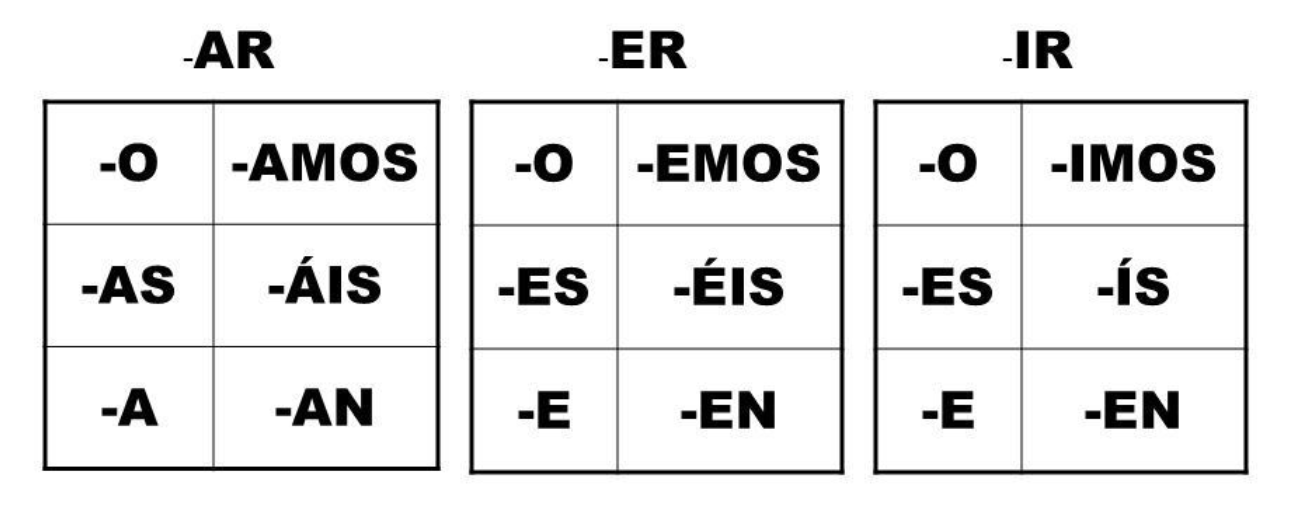 -AR -ER -IR
-O -AMOS -O -EMOS -O -IMOS
-AS -ÁIS -ES -ÉIS -ES -ÍS
-A -AN -E -EN -E -EN